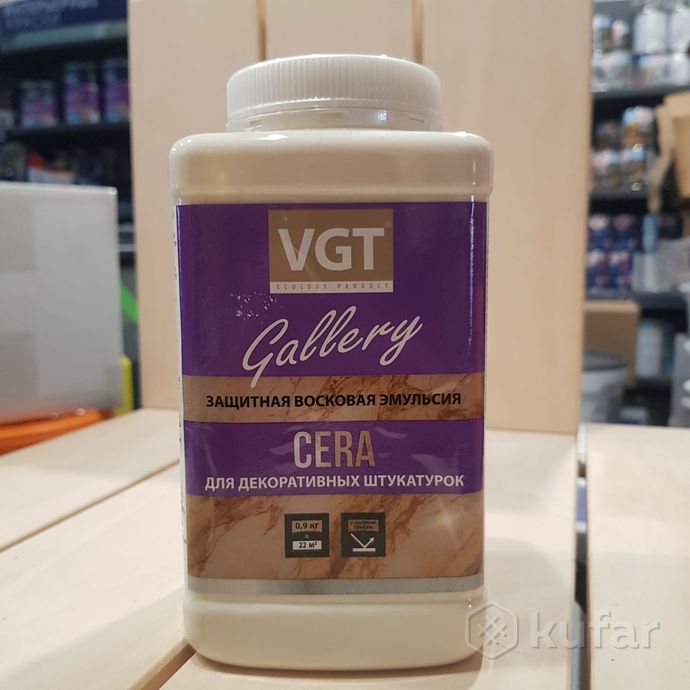 VGT®
ECOLOGY PRODUCT
Gallery
ЗАЩИТНАЯ ВОСКОВАЯ ЭМУЛЬСИЯ
CERA
ДЛЯ ДЕКОРАТИВНЫХ ШТУКАТУРОК
0,9 кг
22 м²
kufar